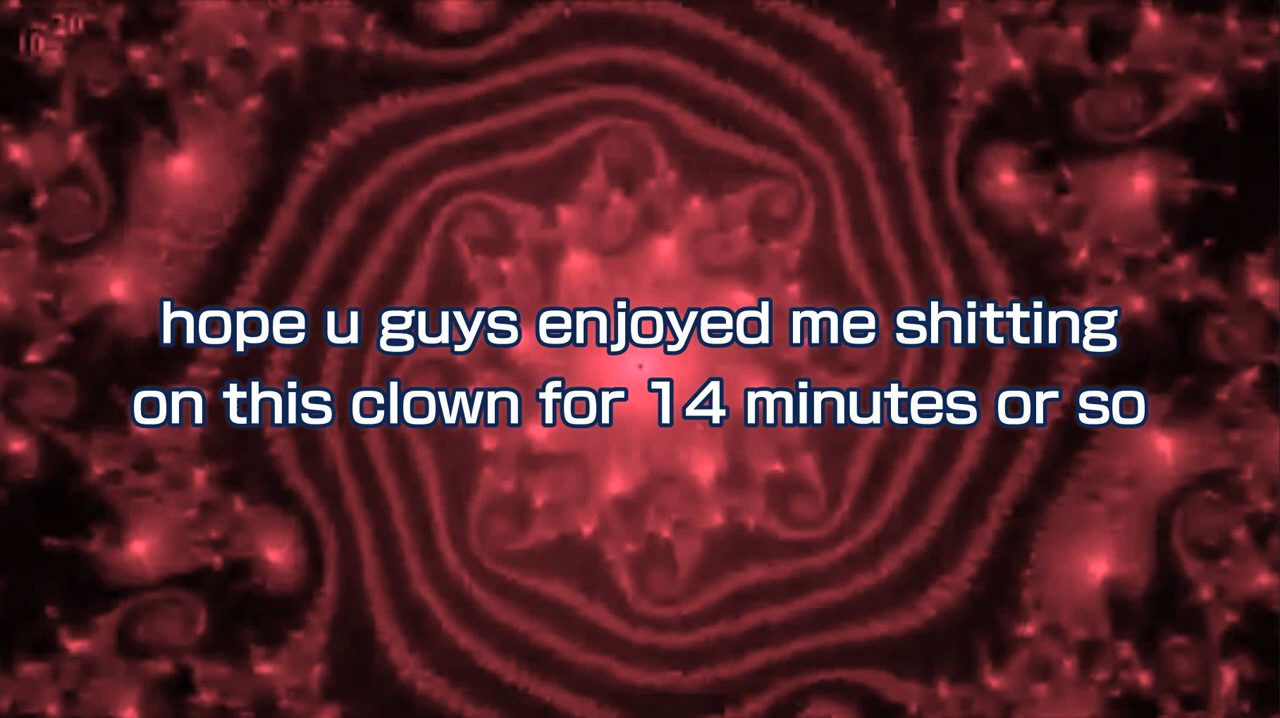 hope u guys enjoyed me shitting
on this clown for 14 minutes or so